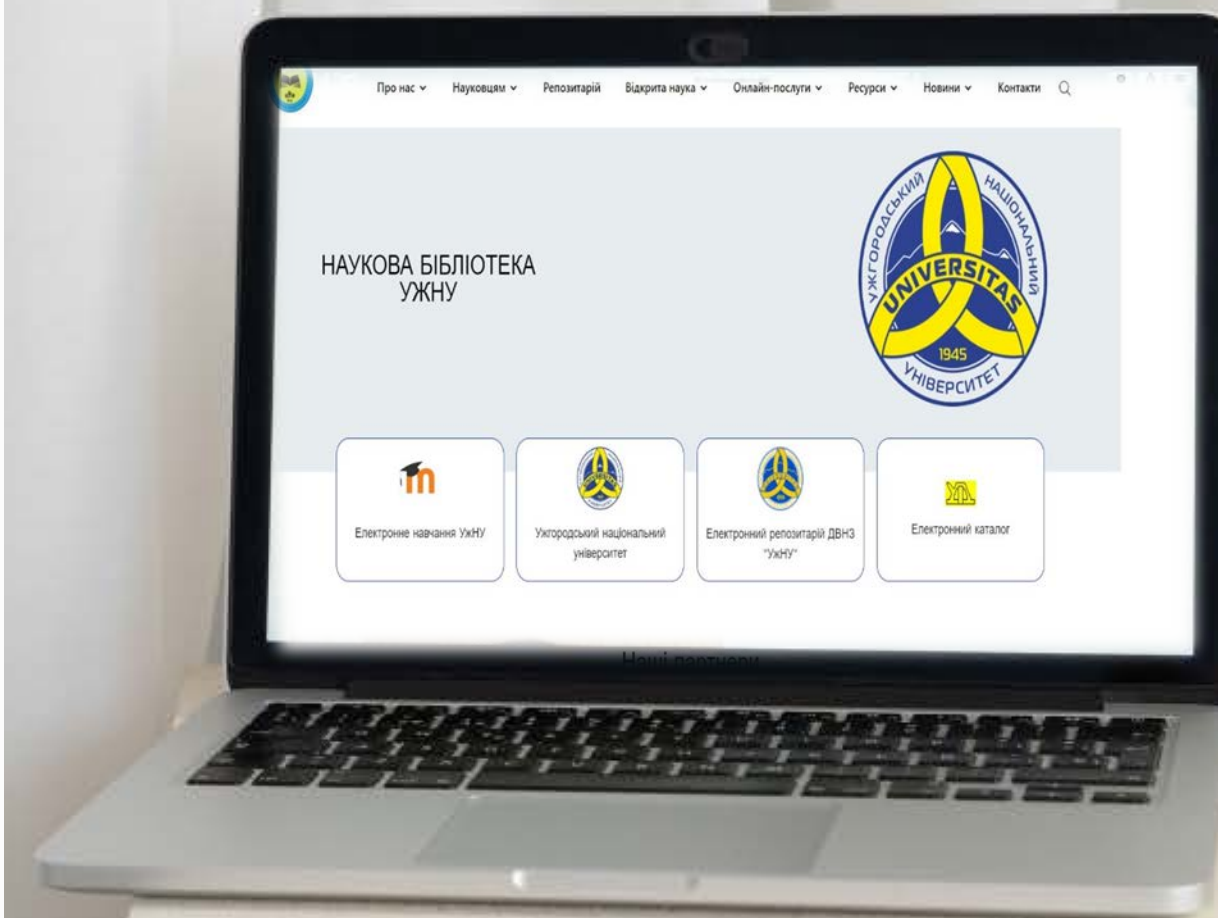 Про нас
Науковцям
Репозитарій
Відкрита наука
Онлайн-послуги
Ресурси
Новини
Контакти
НАУКОВА БІБЛІОТЕКА
УЖНУ
УЖГОРОДСЬКИЙ НАЦІОНАЛЬНИЙ
UNIVERSITAS
1945
УНІВЕРСИТЕТ
Електронне навчання УжНУ
Ужгородський національний
університет
Електронний репозитарій ДВНЗ
"УжНУ"
Електронний каталог
Наші партнери